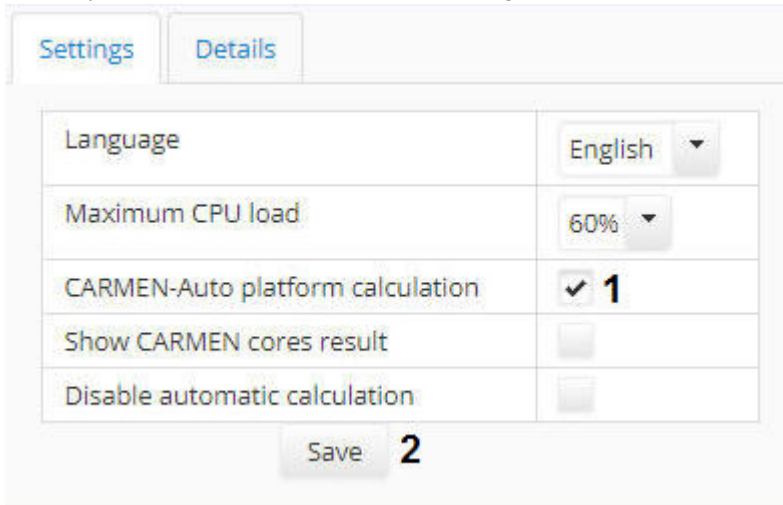 Settings Details
Language English
Maximum CPU load 60%
CARMEN-Auto platform calculation 1
Show CARMEN cores result
Disable automatic calculation
Save 2